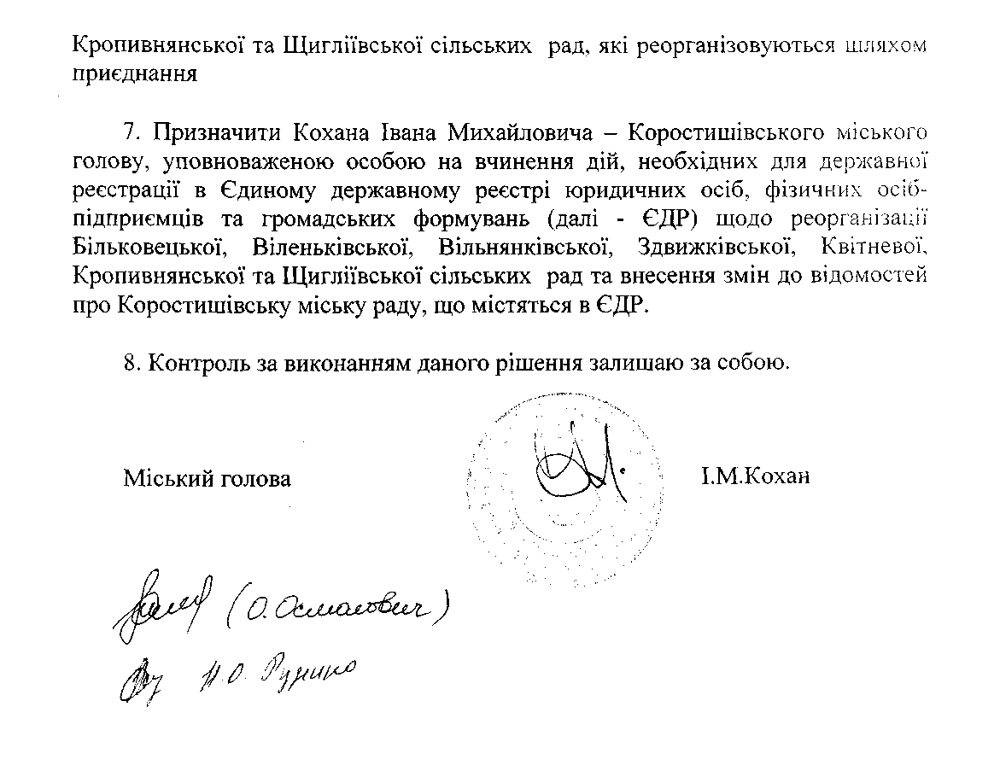 Кропивнянської та Щигліївської сільських рад, які реорганізовуються шляхом
приєднання
7. Призначити Кохана Івана Михайловича – Коростишівського міського
голову, уповноваженою особою на вчинення дій, необхідних для державної
реєстрації в Єдиному державному реєстрі юридичних осіб, фізичних осіб-
підприємців та громадських формувань (далі - ЄДР) щодо реорганізації
Більковецької, Віленьківської, Вільнянківської, Здвижківської, Квітневої,
Кропивнянської та Щигліївської сільських рад та внесення змін до відомостей
про Коростишівську міську раду, що містяться в ЄДР.
8. Контроль за виконанням даного рішення залишаю за собою.
Міський голова І.М.Кохан
(О. Осмалович)